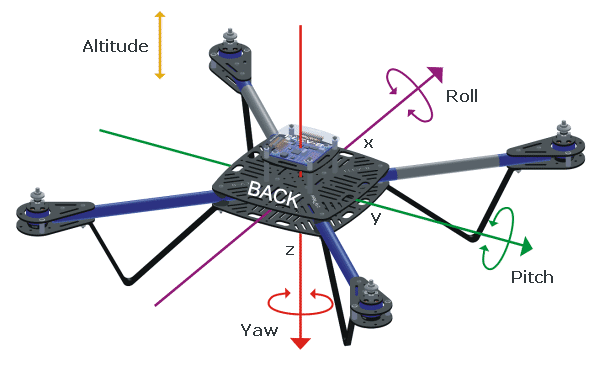 Altitude
Roll
x
BACK
y
z
Pitch
Yaw